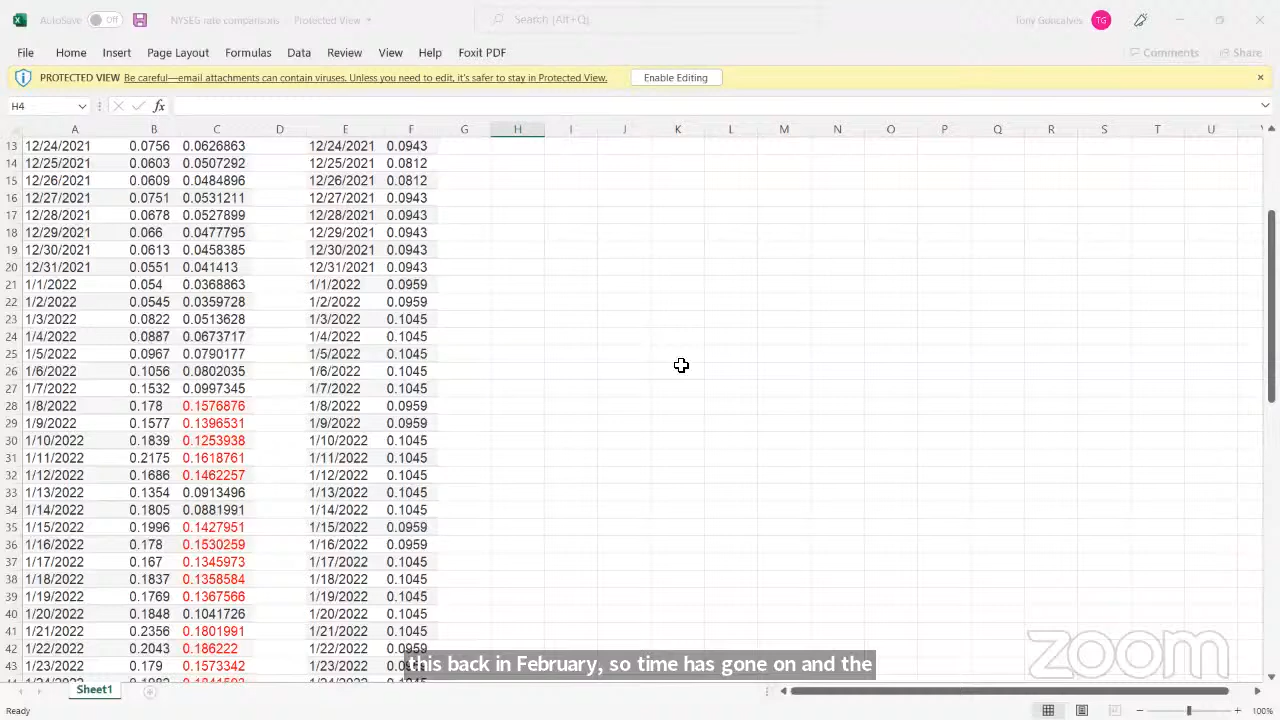 AutoSave Off NYSEG rate comparisons Protected View Search (Alt+Q) Tony Goncalves TG
File Home Insert Page Layout Formulas Data Review View Help Foxit PDF Comments Share
PROTECTED VIEW Be careful—email attachments can contain viruses. Unless you need to edit, it's safer to stay in Protected View. Enable Editing
H4 fx
A B C D E F G H I J K L M N O P Q R S T U
13 12/24/2021 0.0756 0.0626863 12/24/2021 0.0943
14 12/25/2021 0.0603 0.0507292 12/25/2021 0.0812
15 12/26/2021 0.0609 0.0484896 12/26/2021 0.0812
16 12/27/2021 0.0751 0.0531211 12/27/2021 0.0943
17 12/28/2021 0.0678 0.0527899 12/28/2021 0.0943
18 12/29/2021 0.066 0.0477795 12/29/2021 0.0943
19 12/30/2021 0.0613 0.0458385 12/30/2021 0.0943
20 12/31/2021 0.0551 0.041413 12/31/2021 0.0943
21 1/1/2022 0.054 0.0368863 1/1/2022 0.0959
22 1/2/2022 0.0545 0.0359728 1/2/2022 0.0959
23 1/3/2022 0.0822 0.0513628 1/3/2022 0.1045
24 1/4/2022 0.0887 0.0673717 1/4/2022 0.1045
25 1/5/2022 0.0967 0.0790177 1/5/2022 0.1045
26 1/6/2022 0.1056 0.0802035 1/6/2022 0.1045
27 1/7/2022 0.1532 0.0997345 1/7/2022 0.1045
28 1/8/2022 0.178 0.1576876 1/8/2022 0.0959
29 1/9/2022 0.1577 0.1396531 1/9/2022 0.0959
30 1/10/2022 0.1839 0.1253938 1/10/2022 0.1045
31 1/11/2022 0.2175 0.1618761 1/11/2022 0.1045
32 1/12/2022 0.1686 0.1462257 1/12/2022 0.1045
33 1/13/2022 0.1354 0.0913496 1/13/2022 0.1045
34 1/14/2022 0.1805 0.0881991 1/14/2022 0.1045
35 1/15/2022 0.1996 0.1427951 1/15/2022 0.0959
36 1/16/2022 0.178 0.1530259 1/16/2022 0.0959
37 1/17/2022 0.167 0.1345973 1/17/2022 0.1045
38 1/18/2022 0.1837 0.1358584 1/18/2022 0.1045
39 1/19/2022 0.1769 0.1367566 1/19/2022 0.1045
40 1/20/2022 0.1848 0.1041726 1/20/2022 0.1045
41 1/21/2022 0.2356 0.1801991 1/21/2022 0.1045
42 1/22/2022 0.2043 0.186222 1/22/2022 0.0959
43 1/23/2022 0.179 0.1573342 1/23/2022
this back in February, so time has gone on and the
zoom
Sheet1
Ready 100%